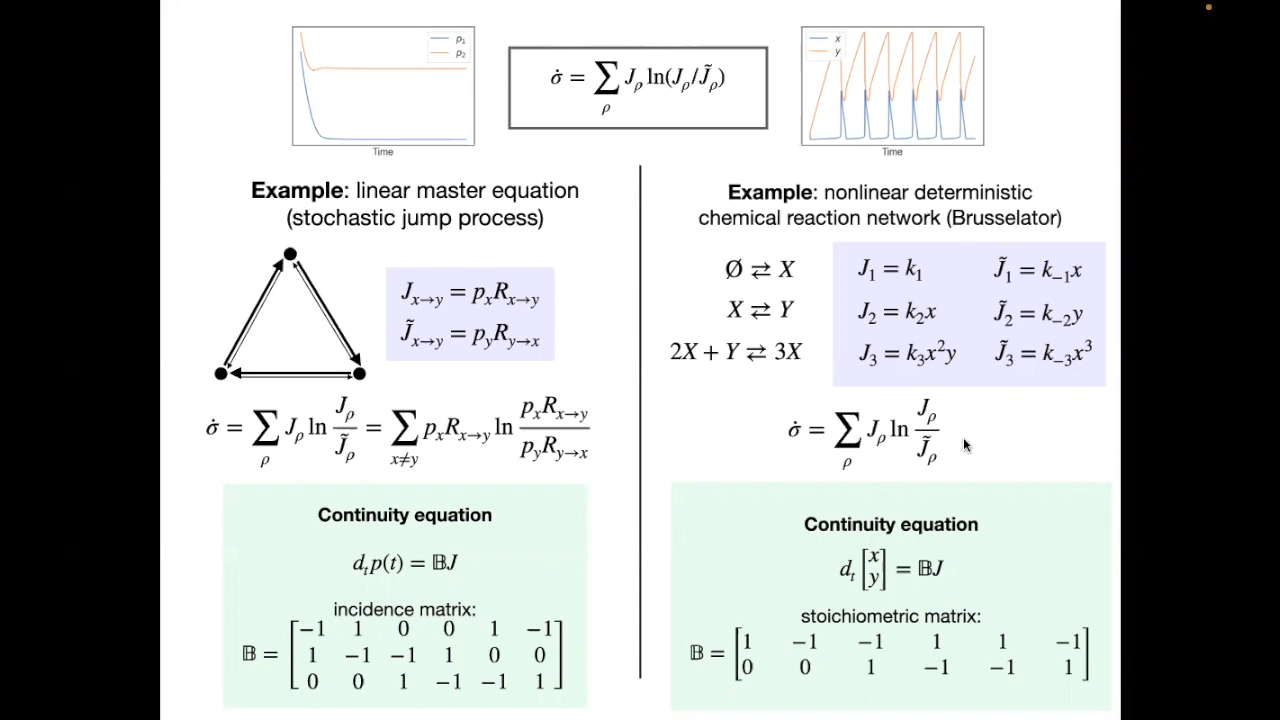 p₁
p₂
Time
σ̇ = ∑_ρ J_ρ ln(J_ρ/J̃_ρ)
x
y
Time
Example: linear master equation
(stochastic jump process)
J_{x→y} = p_x R_{x→y}
J̃_{x→y} = p_y R_{y→x}
σ̇ = ∑_ρ J_ρ ln J_ρ/J̃_ρ = ∑_{x≠y} p_x R_{x→y} ln p_x R_{x→y}/p_y R_{y→x}
Continuity equation
d_t p(t) = 𝔹J
incidence matrix:
𝔹 = [−1 1 0 0 1 −1
1 −1 −1 1 0 0
0 0 1 −1 −1 1]
Example: nonlinear deterministic
chemical reaction network (Brusselator)
Ø ⇄ X J₁ = k₁ J̃₁ = k₋₁x
X ⇄ Y J₂ = k₂x J̃₂ = k₋₂y
2X + Y ⇄ 3X J₃ = k₃x²y J̃₃ = k₋₃x³
σ̇ = ∑_ρ J_ρ ln J_ρ/J̃_ρ
Continuity equation
d_t [x y] = 𝔹J
stoichiometric matrix:
𝔹 = [1 −1 −1 1 1 −1
0 0 1 −1 −1 1]